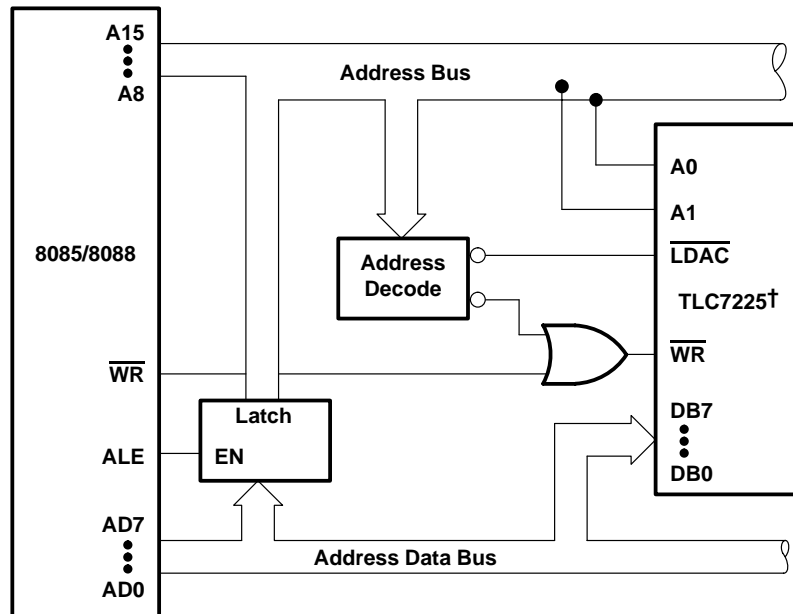 A15
A8
Address Bus
A0
A1
8085/8088
Address
Decode
LDAC
TLC7225†
WR
WR
Latch
DB7
ALE
EN
DB0
AD7
Address Data Bus
AD0